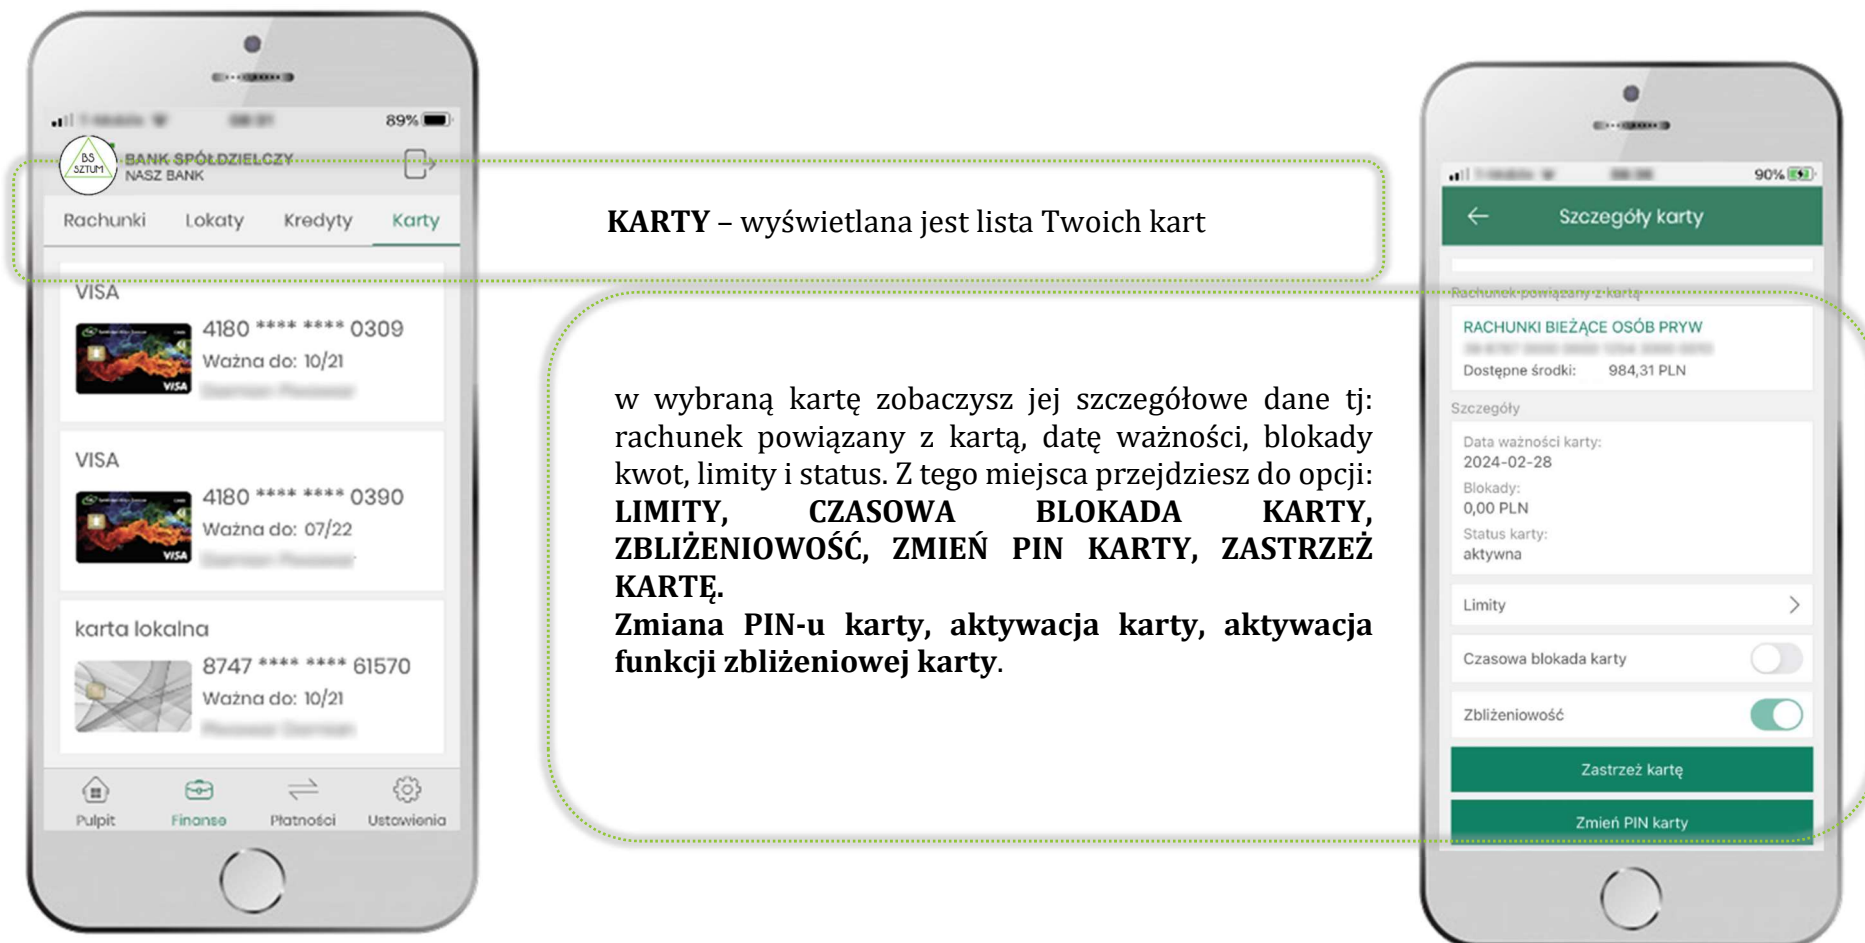 89%
BS
SZTUM
BANK SPÓŁDZIELCZY
NASZ BANK
Rachunki Lokaty Kredyty Karty
VISA
4180 **** **** 0309
Ważna do: 10/21
VISA
VISA
4180 **** **** 0390
Ważna do: 07/22
VISA
karta lokalna
8747 **** **** 61570
Ważna do: 10/21
Pulpit Finanse Płatności Ustawienia
KARTY – wyświetlana jest lista Twoich kart
w wybraną kartę zobaczysz jej szczegółowe dane tj:
rachunek powiązany z kartą, datę ważności, blokady
kwot, limity i status. Z tego miejsca przejdziesz do opcji:
LIMITY, CZASOWA BLOKADA KARTY,
ZBLIŻENIOWOŚĆ, ZMIEŃ PIN KARTY, ZASTRZEŻ
KARTĘ.
Zmiana PIN-u karty, aktywacja karty, aktywacja
funkcji zbliżeniowej karty.
90%
Szczegóły karty
Rachunek powiązany z kartą
RACHUNKI BIEŻĄCE OSÓB PRYW
Dostępne środki: 984,31 PLN
Szczegóły
Data ważności karty:
2024-02-28
Blokady:
0,00 PLN
Status karty:
aktywna
Limity
Czasowa blokada karty
Zbliżeniowość
Zastrzeż kartę
Zmień PIN karty